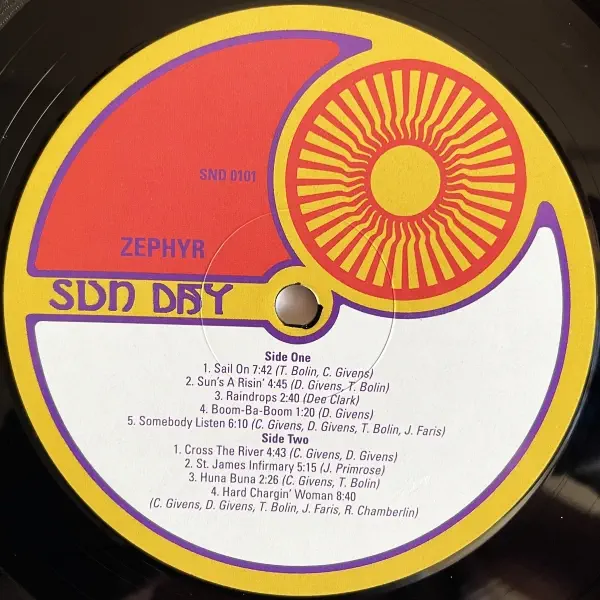 SND 0101
ZEPHYR
SUN DAY
Side One
1. Sail On 7:42 (T. Bolin, C. Givens)
2. Sun's A Risin' 4:45 (D. Givens, T. Bolin)
3. Raindrops 2:40 (Dee Clark)
4. Boom-Ba-Boom 1:20 (D. Givens)
5. Somebody Listen 6:10 (C. Givens, D. Givens, T. Bolin, J. Faris)
Side Two
1. Cross The River 4:43 (C. Givens, D. Givens)
2. St. James Infirmary 5:15 (J. Primrose)
3. Huna Buna 2:26 (C. Givens, T. Bolin)
4. Hard Chargin' Woman 8:40
(C. Givens, D. Givens, T. Bolin, J. Faris, R. Chamberlin)